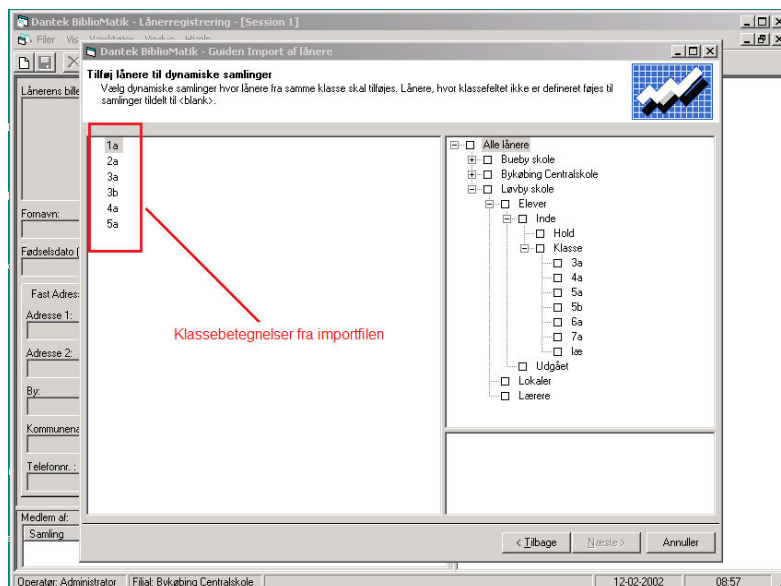 Dantek BiblioMatik - Lånerregistrering - [Session 1]
Filer Vis Værktøjer Vindue Hjælp
Dantek BiblioMatik - Guiden Import af lånere
Tilføj lånere til dynamiske samlinger
Vælg dynamiske samlinger hvor lånere fra samme klasse skal tilføjes. Lånere, hvor klassefeltet ikke er defineret føjes til
samlinger tildelt til <blank>.
Lånerens bille
Fornavn:
Fødselsdato (
Fast Adres
Adresse 1:
Adresse 2:
By:
Kommunena
Telefonnr. :
Medlem af:
Samling
1a
2a
3a
3b
4a
5a
Klassebetegnelser fra importfilen
Alle lånere
Bueby skole
Bykøbing Centralskole
Løvby skole
Elever
Inde
Hold
Klasse
3a
4a
5a
5b
6a
7a
læ
Udgået
Lokaler
Lærere
< Tilbage
Næste >
Annuller
Operatør: Administrator
Filial: Bykøbing Centralskole
12-02-2002
08:57